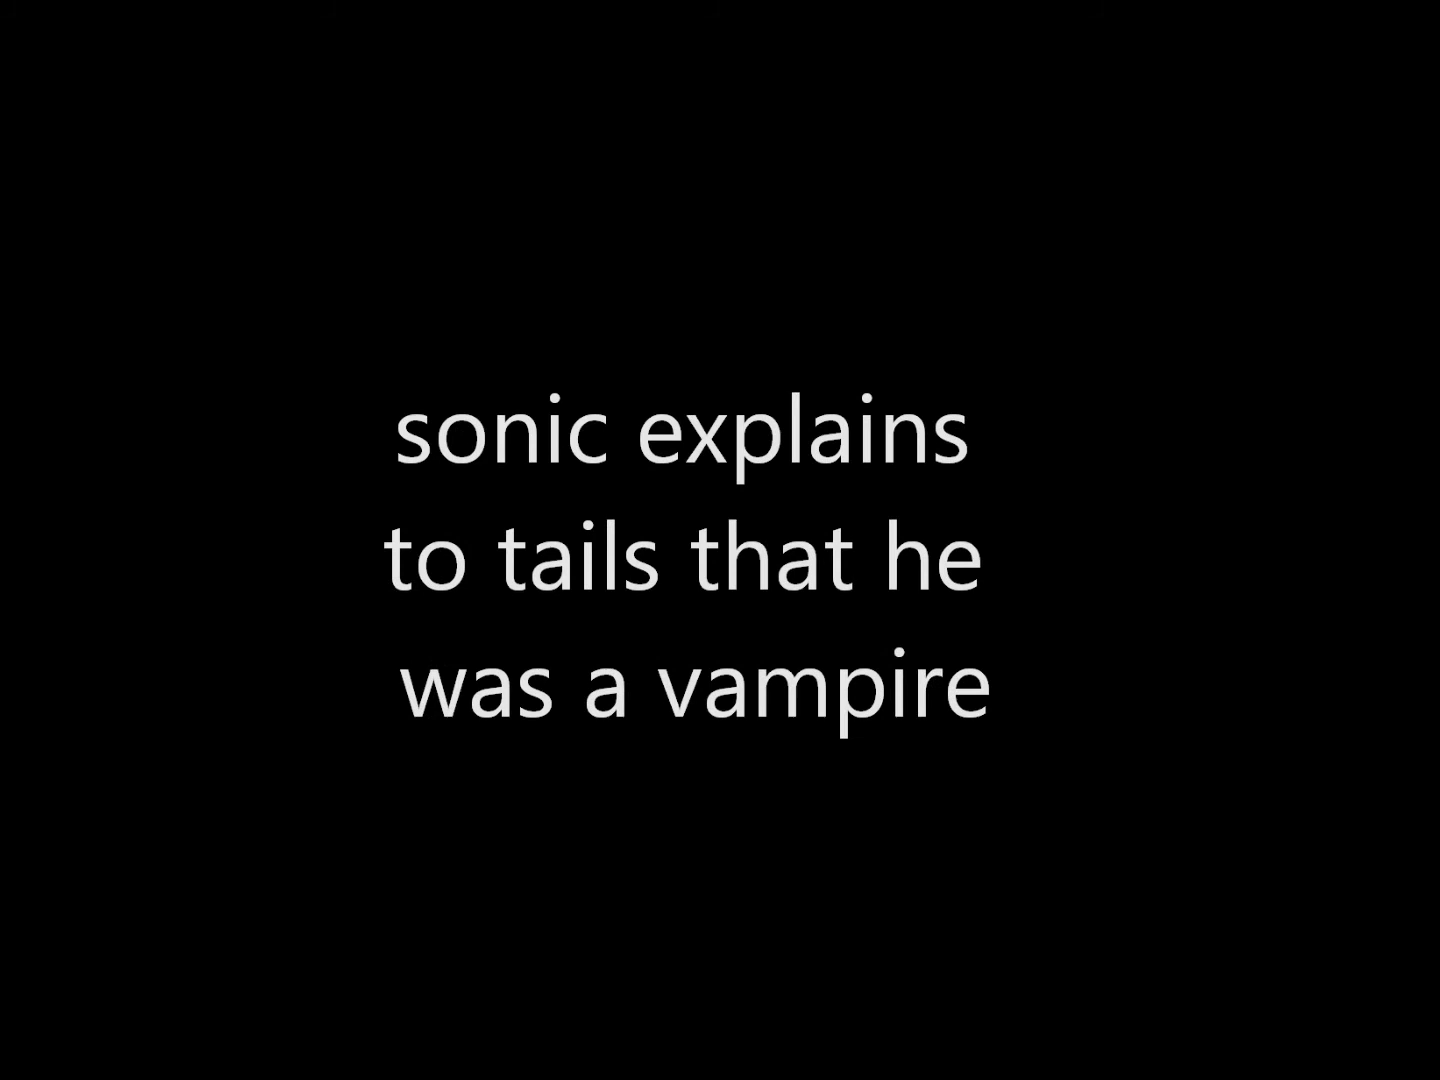 sonic explains
to tails that he
was a vampire